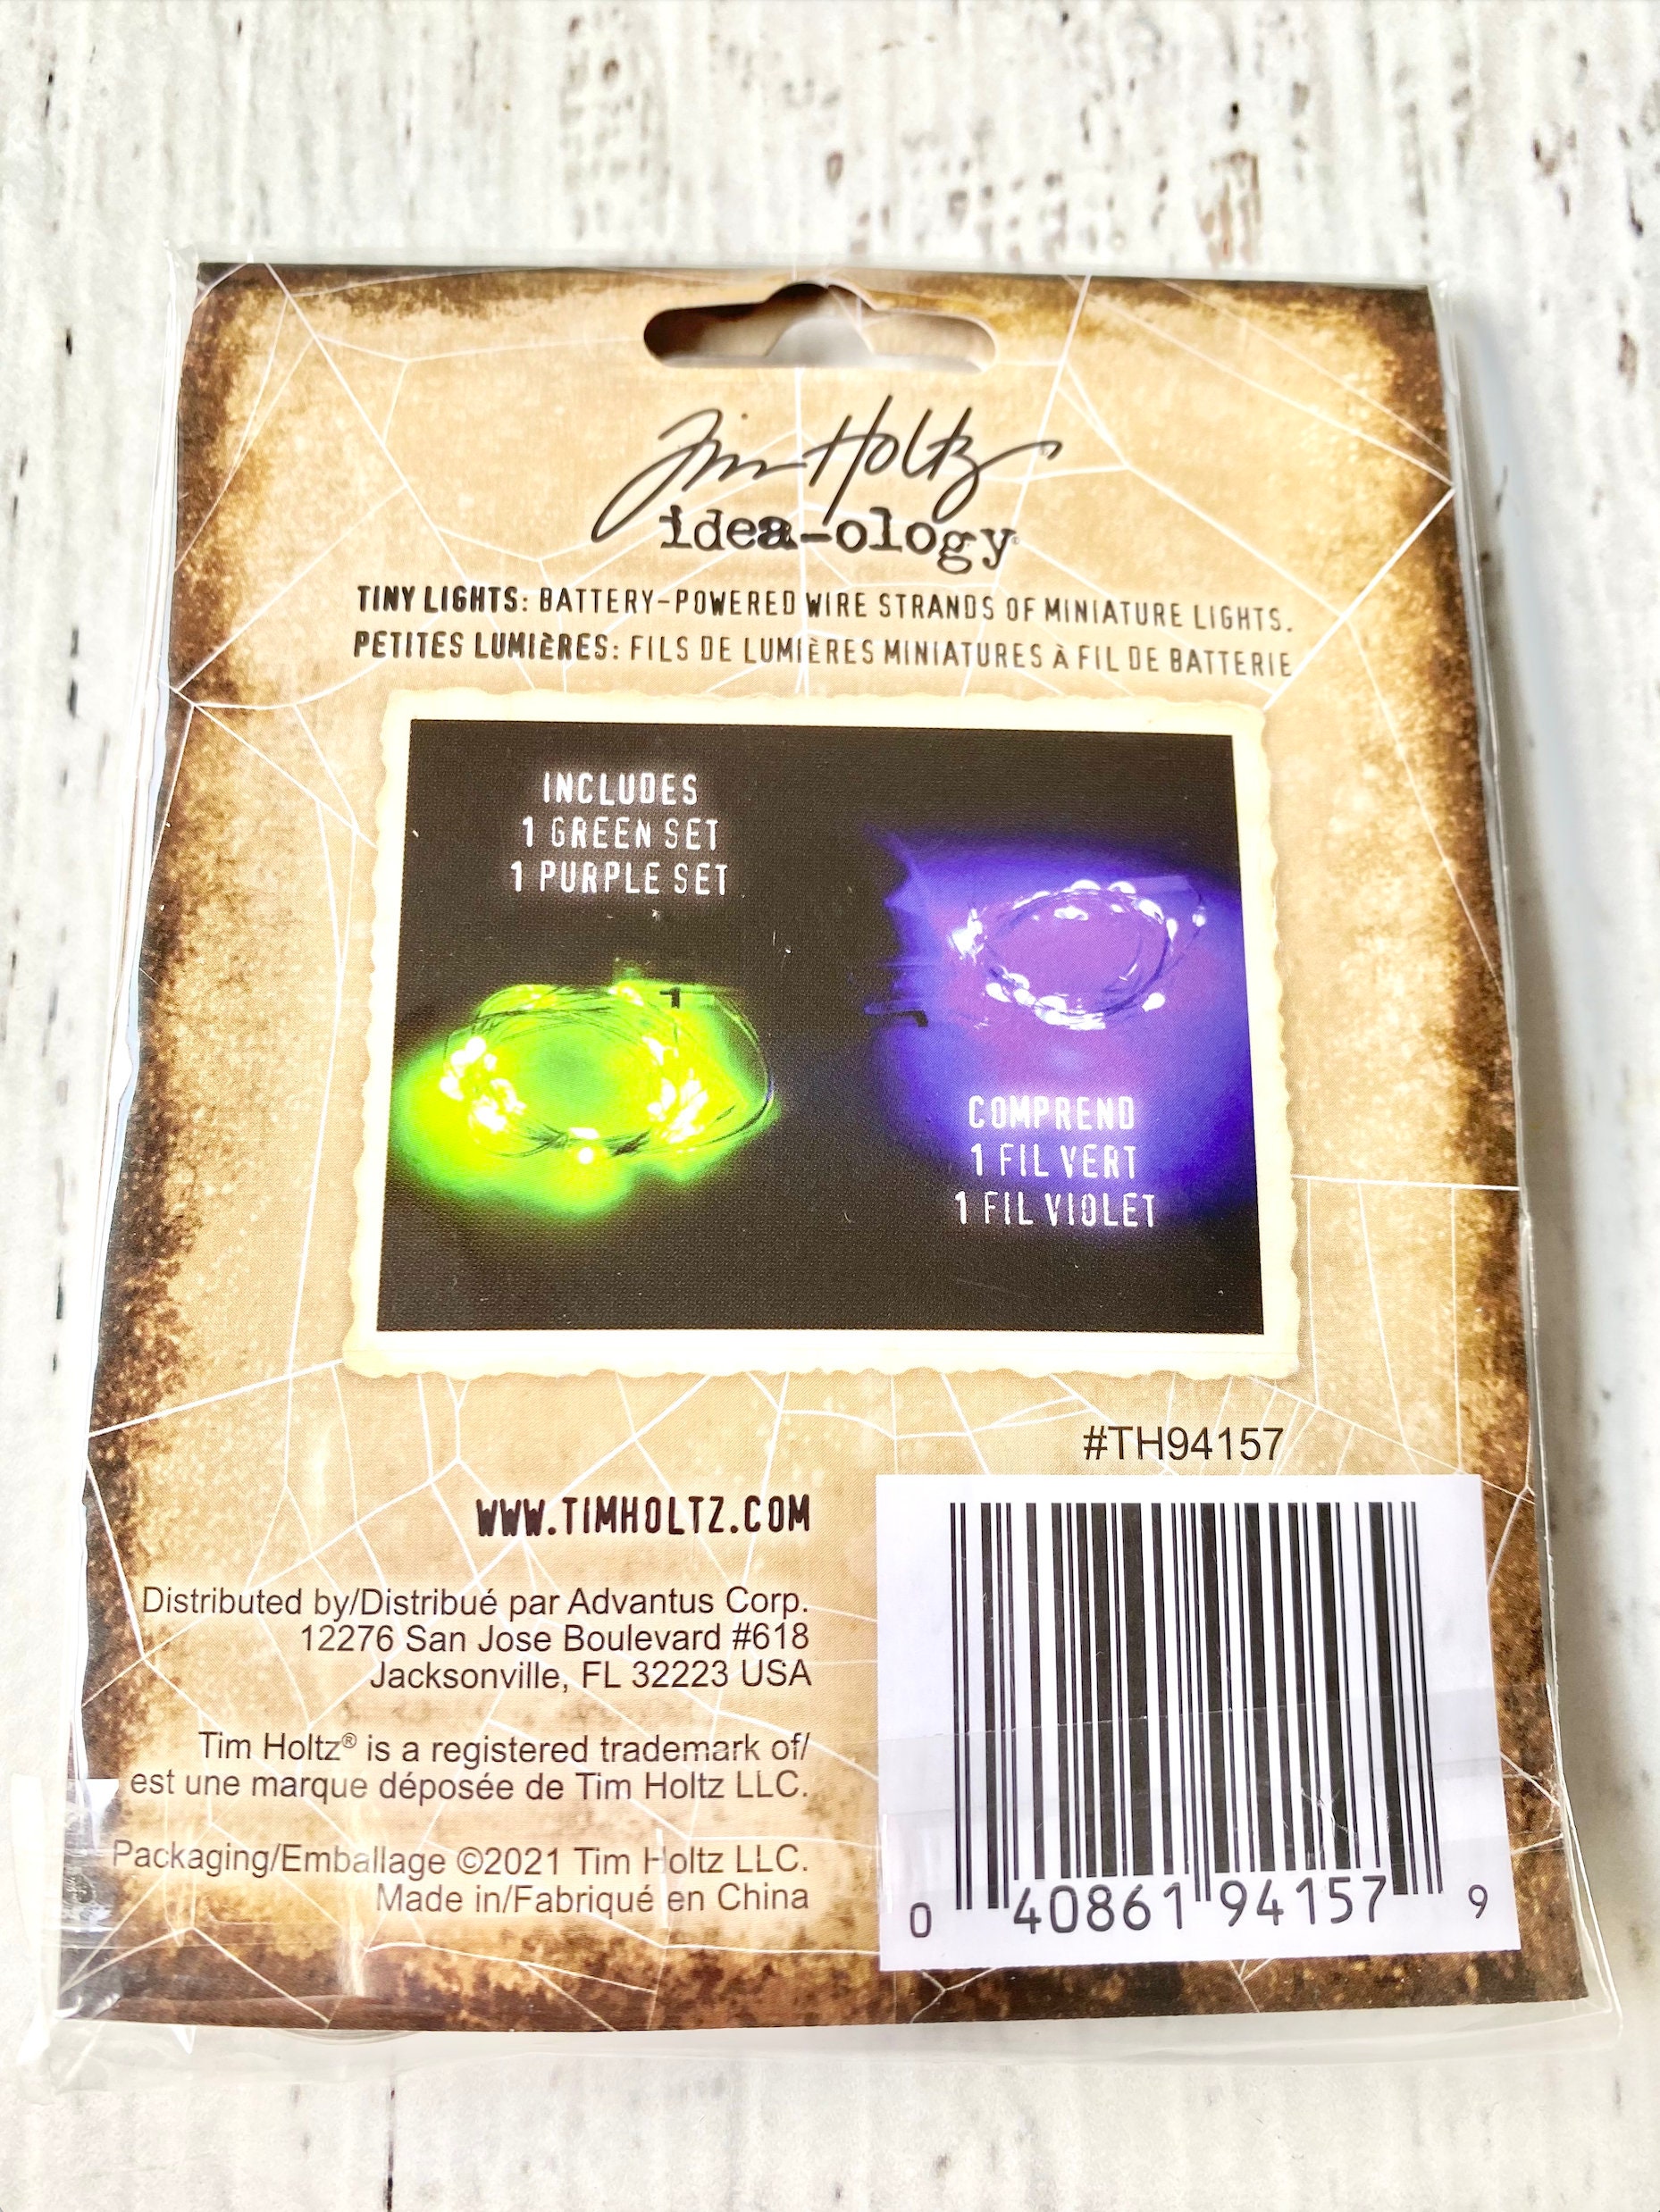 Tim Holtz
idea-ology
TINY LIGHTS: BATTERY-POWERED WIRE STRANDS OF MINIATURE LIGHTS.
PETITES LUMIÈRES: FILS DE LUMIÈRES MINIATURES À FIL DE BATTERIE
INCLUDES
1 GREEN SET
1 PURPLE SET
COMPREND
1 FIL VERT
1 FIL VIOLET
#TH94157
WWW.TIMHOLTZ.COM
Distributed by/Distribué par Advantus Corp.
12276 San Jose Boulevard #618
Jacksonville, FL 32223 USA
Tim Holtz® is a registered trademark of/
est une marque déposée de Tim Holtz LLC.
Packaging/Emballage ©2021 Tim Holtz LLC.
Made in/Fabriqué en China
0 40861 94157 9